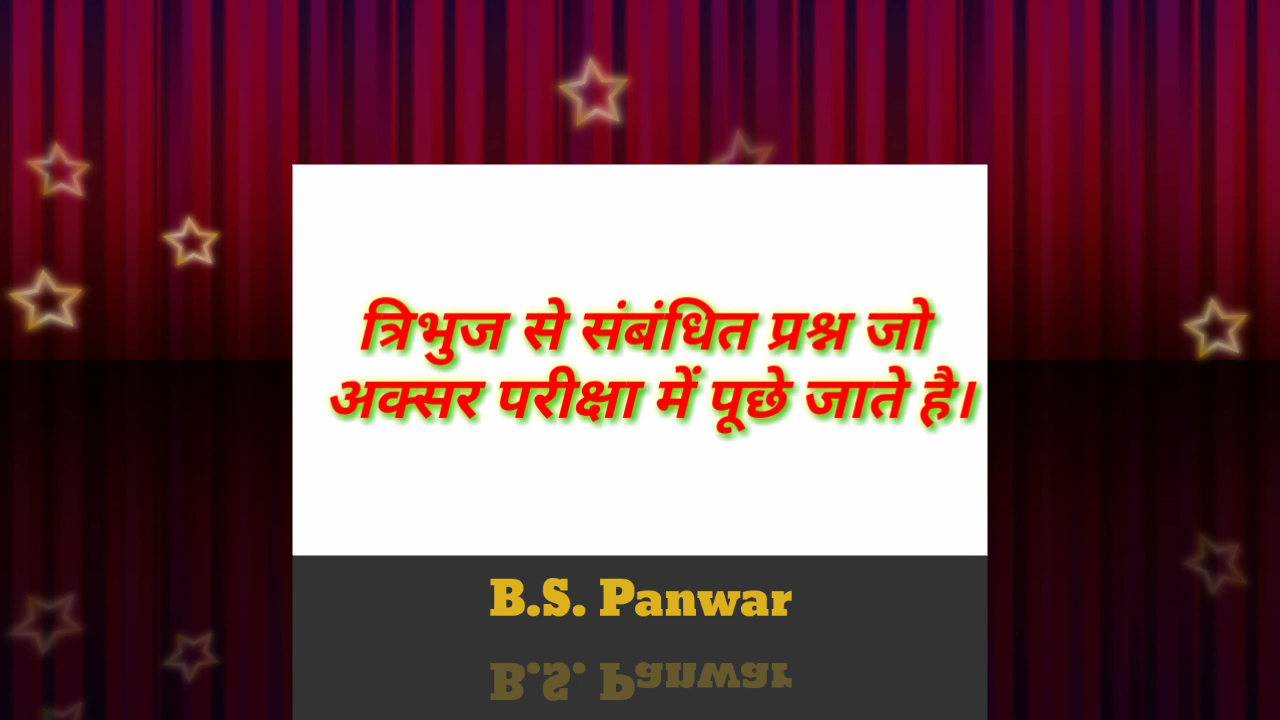 त्रिभुज से संबंधित प्रश्न जो
अक्सर परीक्षा में पूछे जाते है।
B.S. Panwar